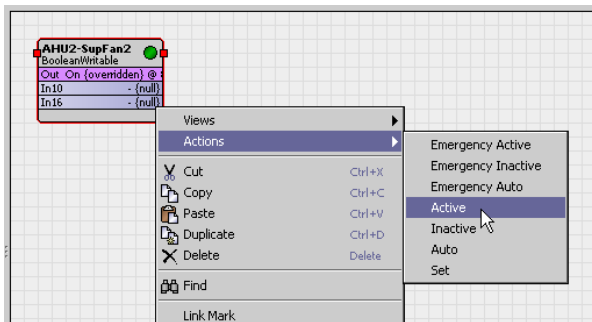 AHU2-SupFan2
BooleanWritable
Out On {overridden} @
In10 - {null}
In16 - {null}
Views
Actions
Cut Ctrl+X
Copy Ctrl+C
Paste Ctrl+V
Duplicate Ctrl+D
Delete Delete
Find
Link Mark
Emergency Active
Emergency Inactive
Emergency Auto
Active
Inactive
Auto
Set